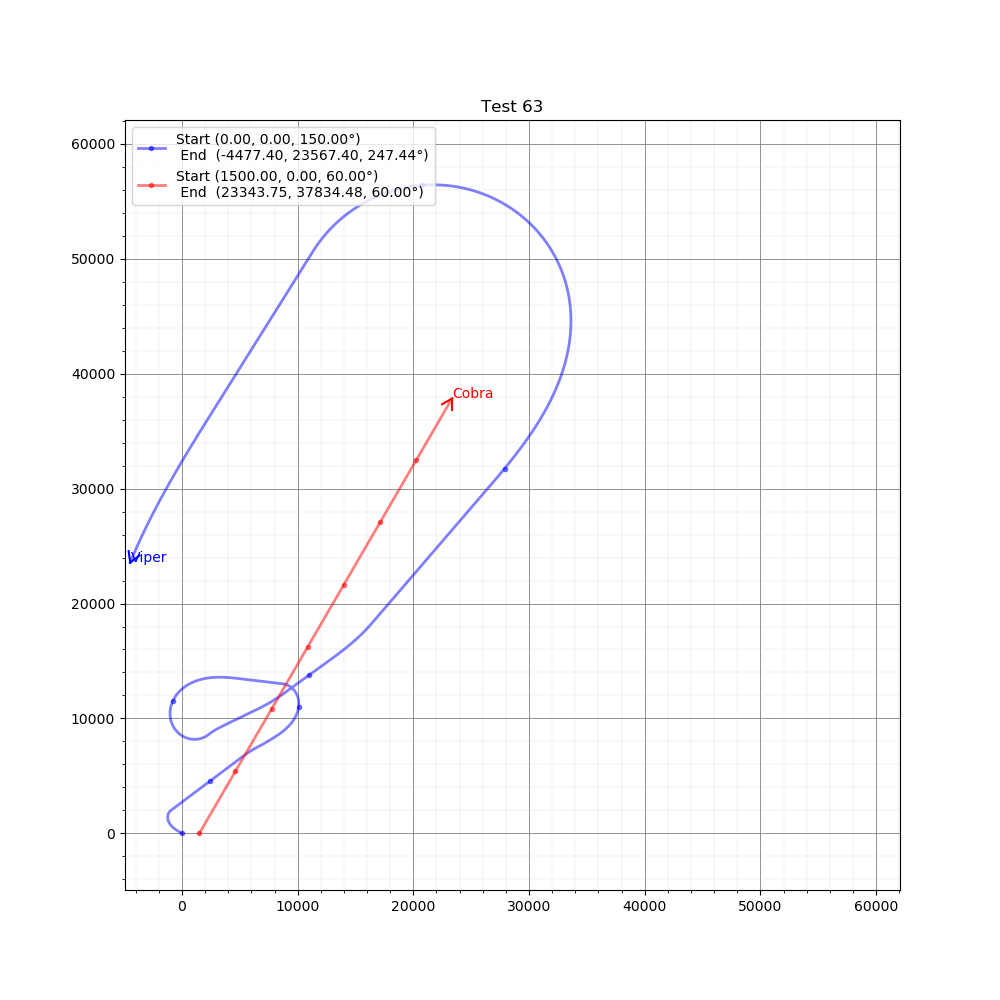 Test 63
Start (0.00, 0.00, 150.00°)
End (-4477.40, 23567.40, 247.44°)
Start (1500.00, 0.00, 60.00°)
End (23343.75, 37834.48, 60.00°)
60000
50000
40000
30000
20000
10000
0
Cobra
Viper
0
10000
20000
30000
40000
50000
60000